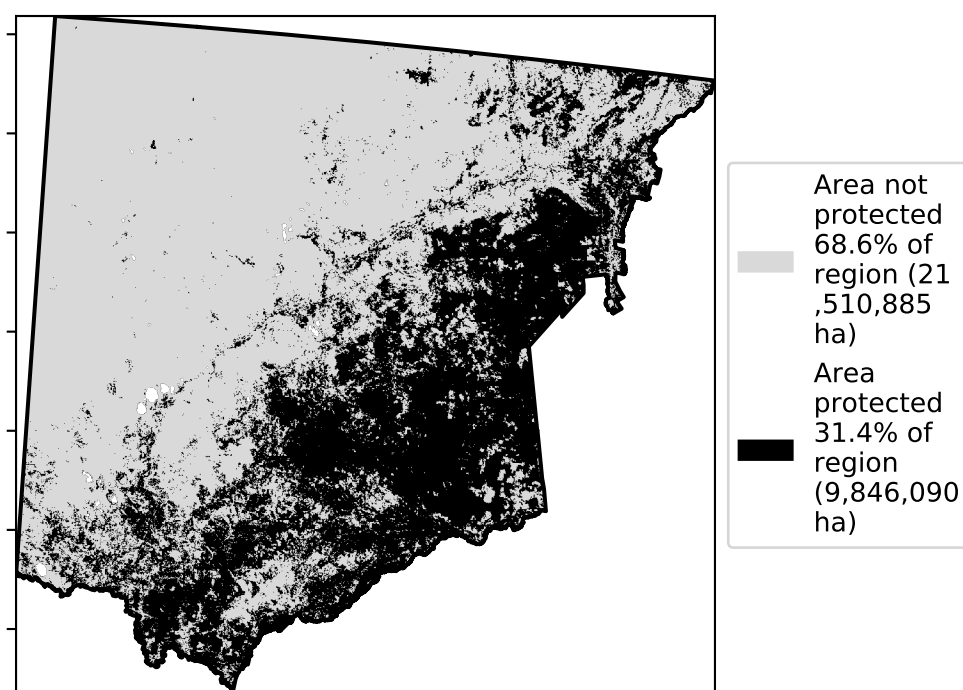 Area not
protected
68.6% of
region (21
,510,885
ha)
Area
protected
31.4% of
region
(9,846,090
ha)